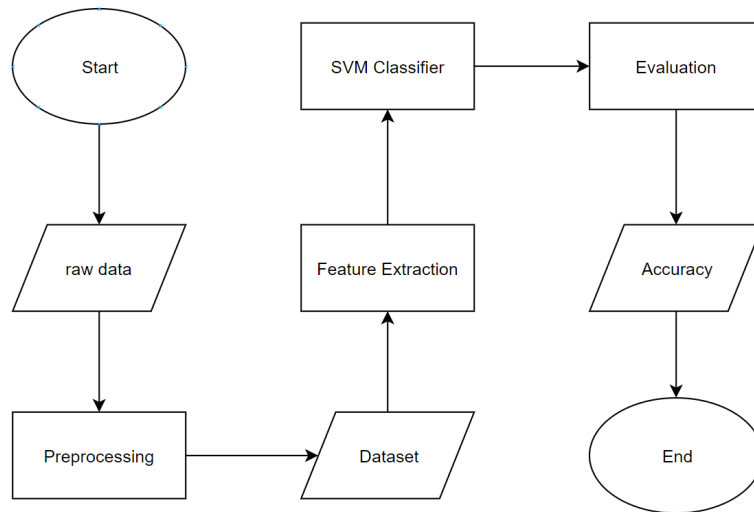 Start
raw data
Preprocessing
Dataset
Feature Extraction
SVM Classifier
Evaluation
Accuracy
End